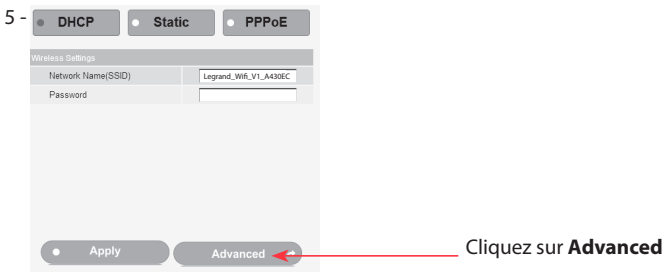 5 -
DHCP Static PPPoE
Wireless Settings
Network Name(SSID) Legrand_Wifi_V1_A430EC
Password
Apply Advanced
Cliquez sur Advanced